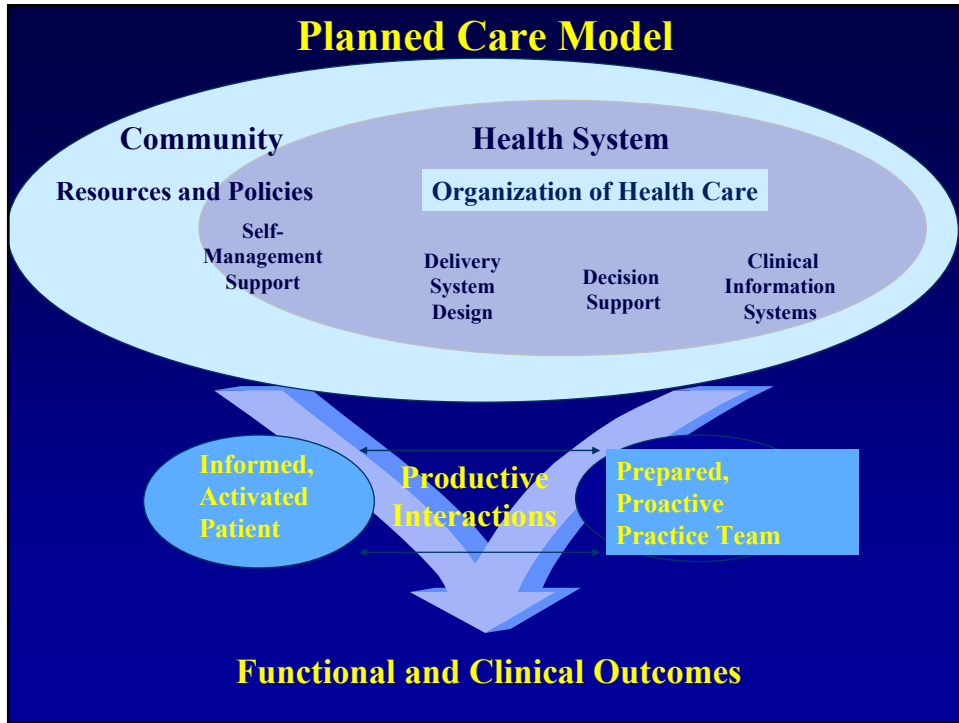 Planned Care Model
Community
Health System
Resources and Policies
Organization of Health Care
Self-
Management
Support
Delivery
System
Design
Decision
Support
Clinical
Information
Systems
Informed,
Activated
Patient
Productive
Interactions
Prepared,
Proactive
Practice Team
Functional and Clinical Outcomes